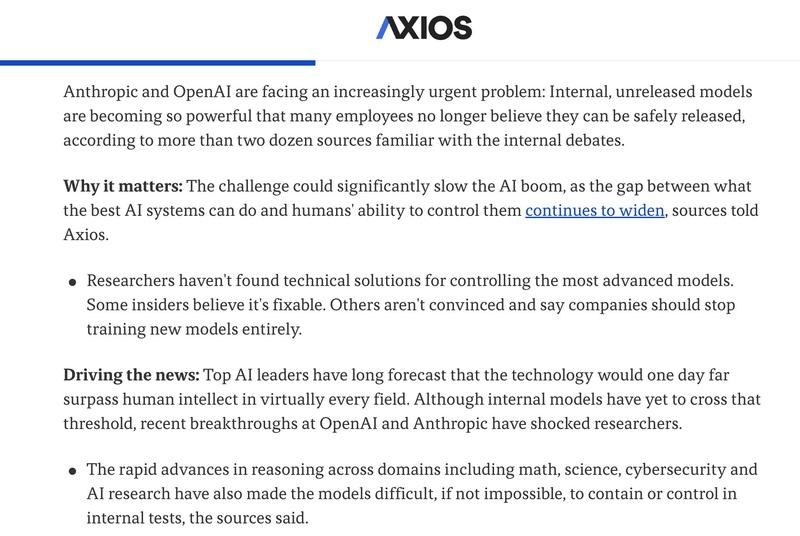 AXIOS
Anthropic and OpenAI are facing an increasingly urgent problem: Internal, unreleased models
are becoming so powerful that many employees no longer believe they can be safely released,
according to more than two dozen sources familiar with the internal debates.
Why it matters: The challenge could significantly slow the AI boom, as the gap between what
the best AI systems can do and humans' ability to control them continues to widen, sources told
Axios.
● Researchers haven't found technical solutions for controlling the most advanced models.
Some insiders believe it's fixable. Others aren't convinced and say companies should stop
training new models entirely.
Driving the news: Top AI leaders have long forecast that the technology would one day far
surpass human intellect in virtually every field. Although internal models have yet to cross that
threshold, recent breakthroughs at OpenAI and Anthropic have shocked researchers.
● The rapid advances in reasoning across domains including math, science, cybersecurity and
AI research have also made the models difficult, if not impossible, to contain or control in
internal tests, the sources said.